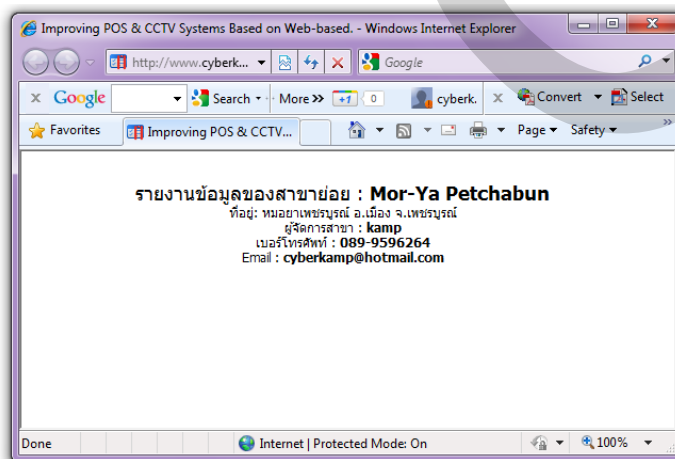 Improving POS & CCTV Systems Based on Web-based. - Windows Internet Explorer
http://www.cyberk... Google
x Google Search More >> +1 0 cyberk. x Convert Select
Favorites Improving POS & CCTV... Page Safety >>
รายงานข้อมูลของสาขาย่อย : Mor-Ya Petchabun
ที่อยู่: หมอยาเพชรบูรณ์ อ.เมือง จ.เพชรบูรณ์
ผู้จัดการสาขา : kamp
เบอร์โทรศัพท์ : 089-9596264
Email : cyberkamp@hotmail.com
Done Internet | Protected Mode: On 100%